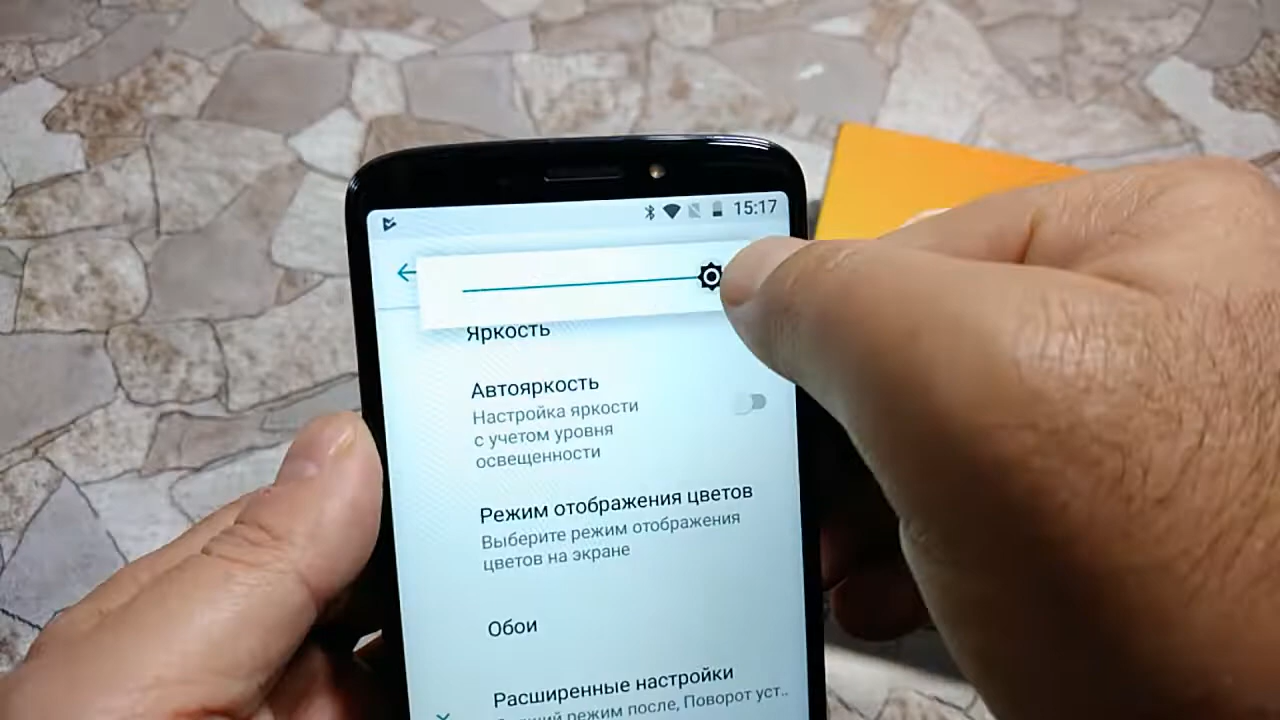 15:17
Яркость
Автояркость
Настройка яркости
с учетом уровня
освещенности
Режим отображения цветов
Выберите режим отображения
цветов на экране
Обои
Расширенные настройки
режим после, Поворот уст..